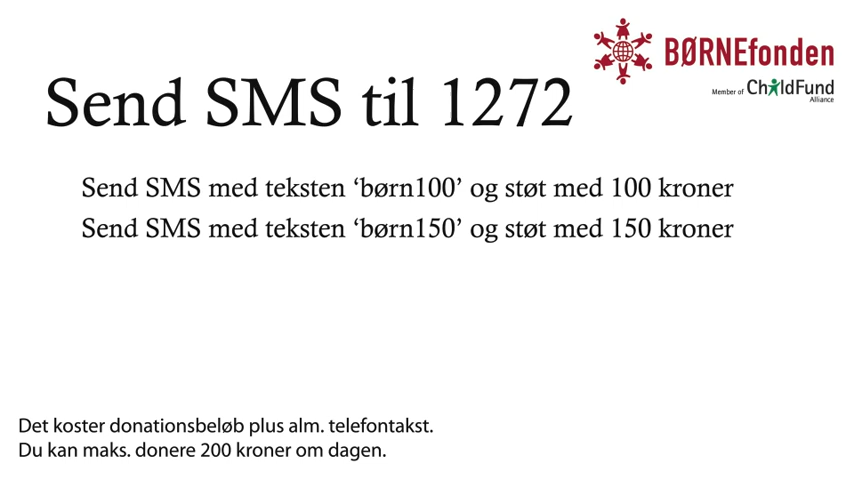 BØRNEfonden
Member of ChildFund
Alliance
Send SMS til 1272
Send SMS med teksten ‘børn100’ og støt med 100 kroner
Send SMS med teksten ‘børn150’ og støt med 150 kroner
Det koster donationsbeløb plus alm. telefontakst.
Du kan maks. donere 200 kroner om dagen.